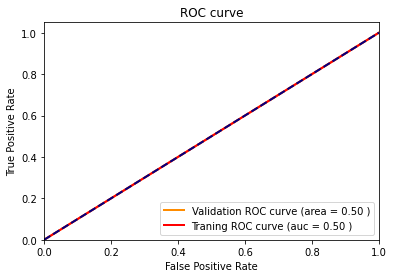 ROC curve
True Positive Rate
1.0
0.8
0.6
0.4
0.2
0.0
Validation ROC curve (area = 0.50 )
Traning ROC curve (auc = 0.50 )
0.0 0.2 0.4 0.6 0.8 1.0
False Positive Rate